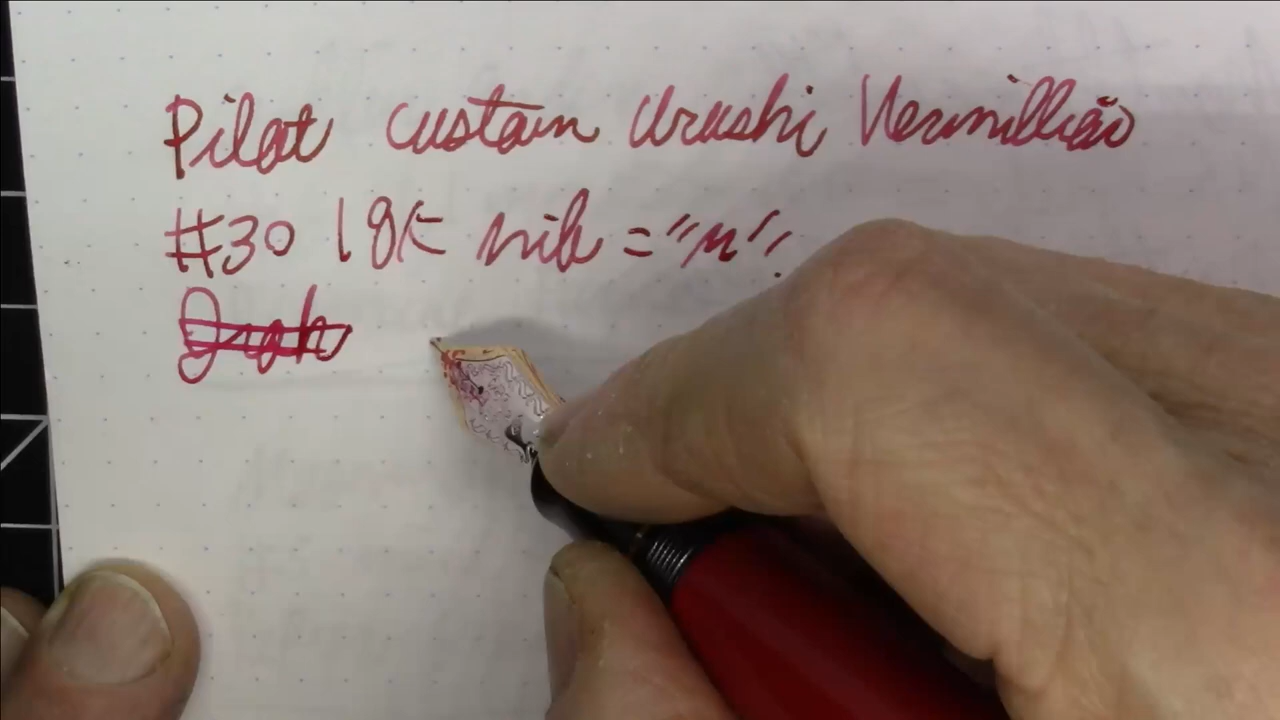 Pilot Custom Urushi Vermillion
#30 18K nib = "M".